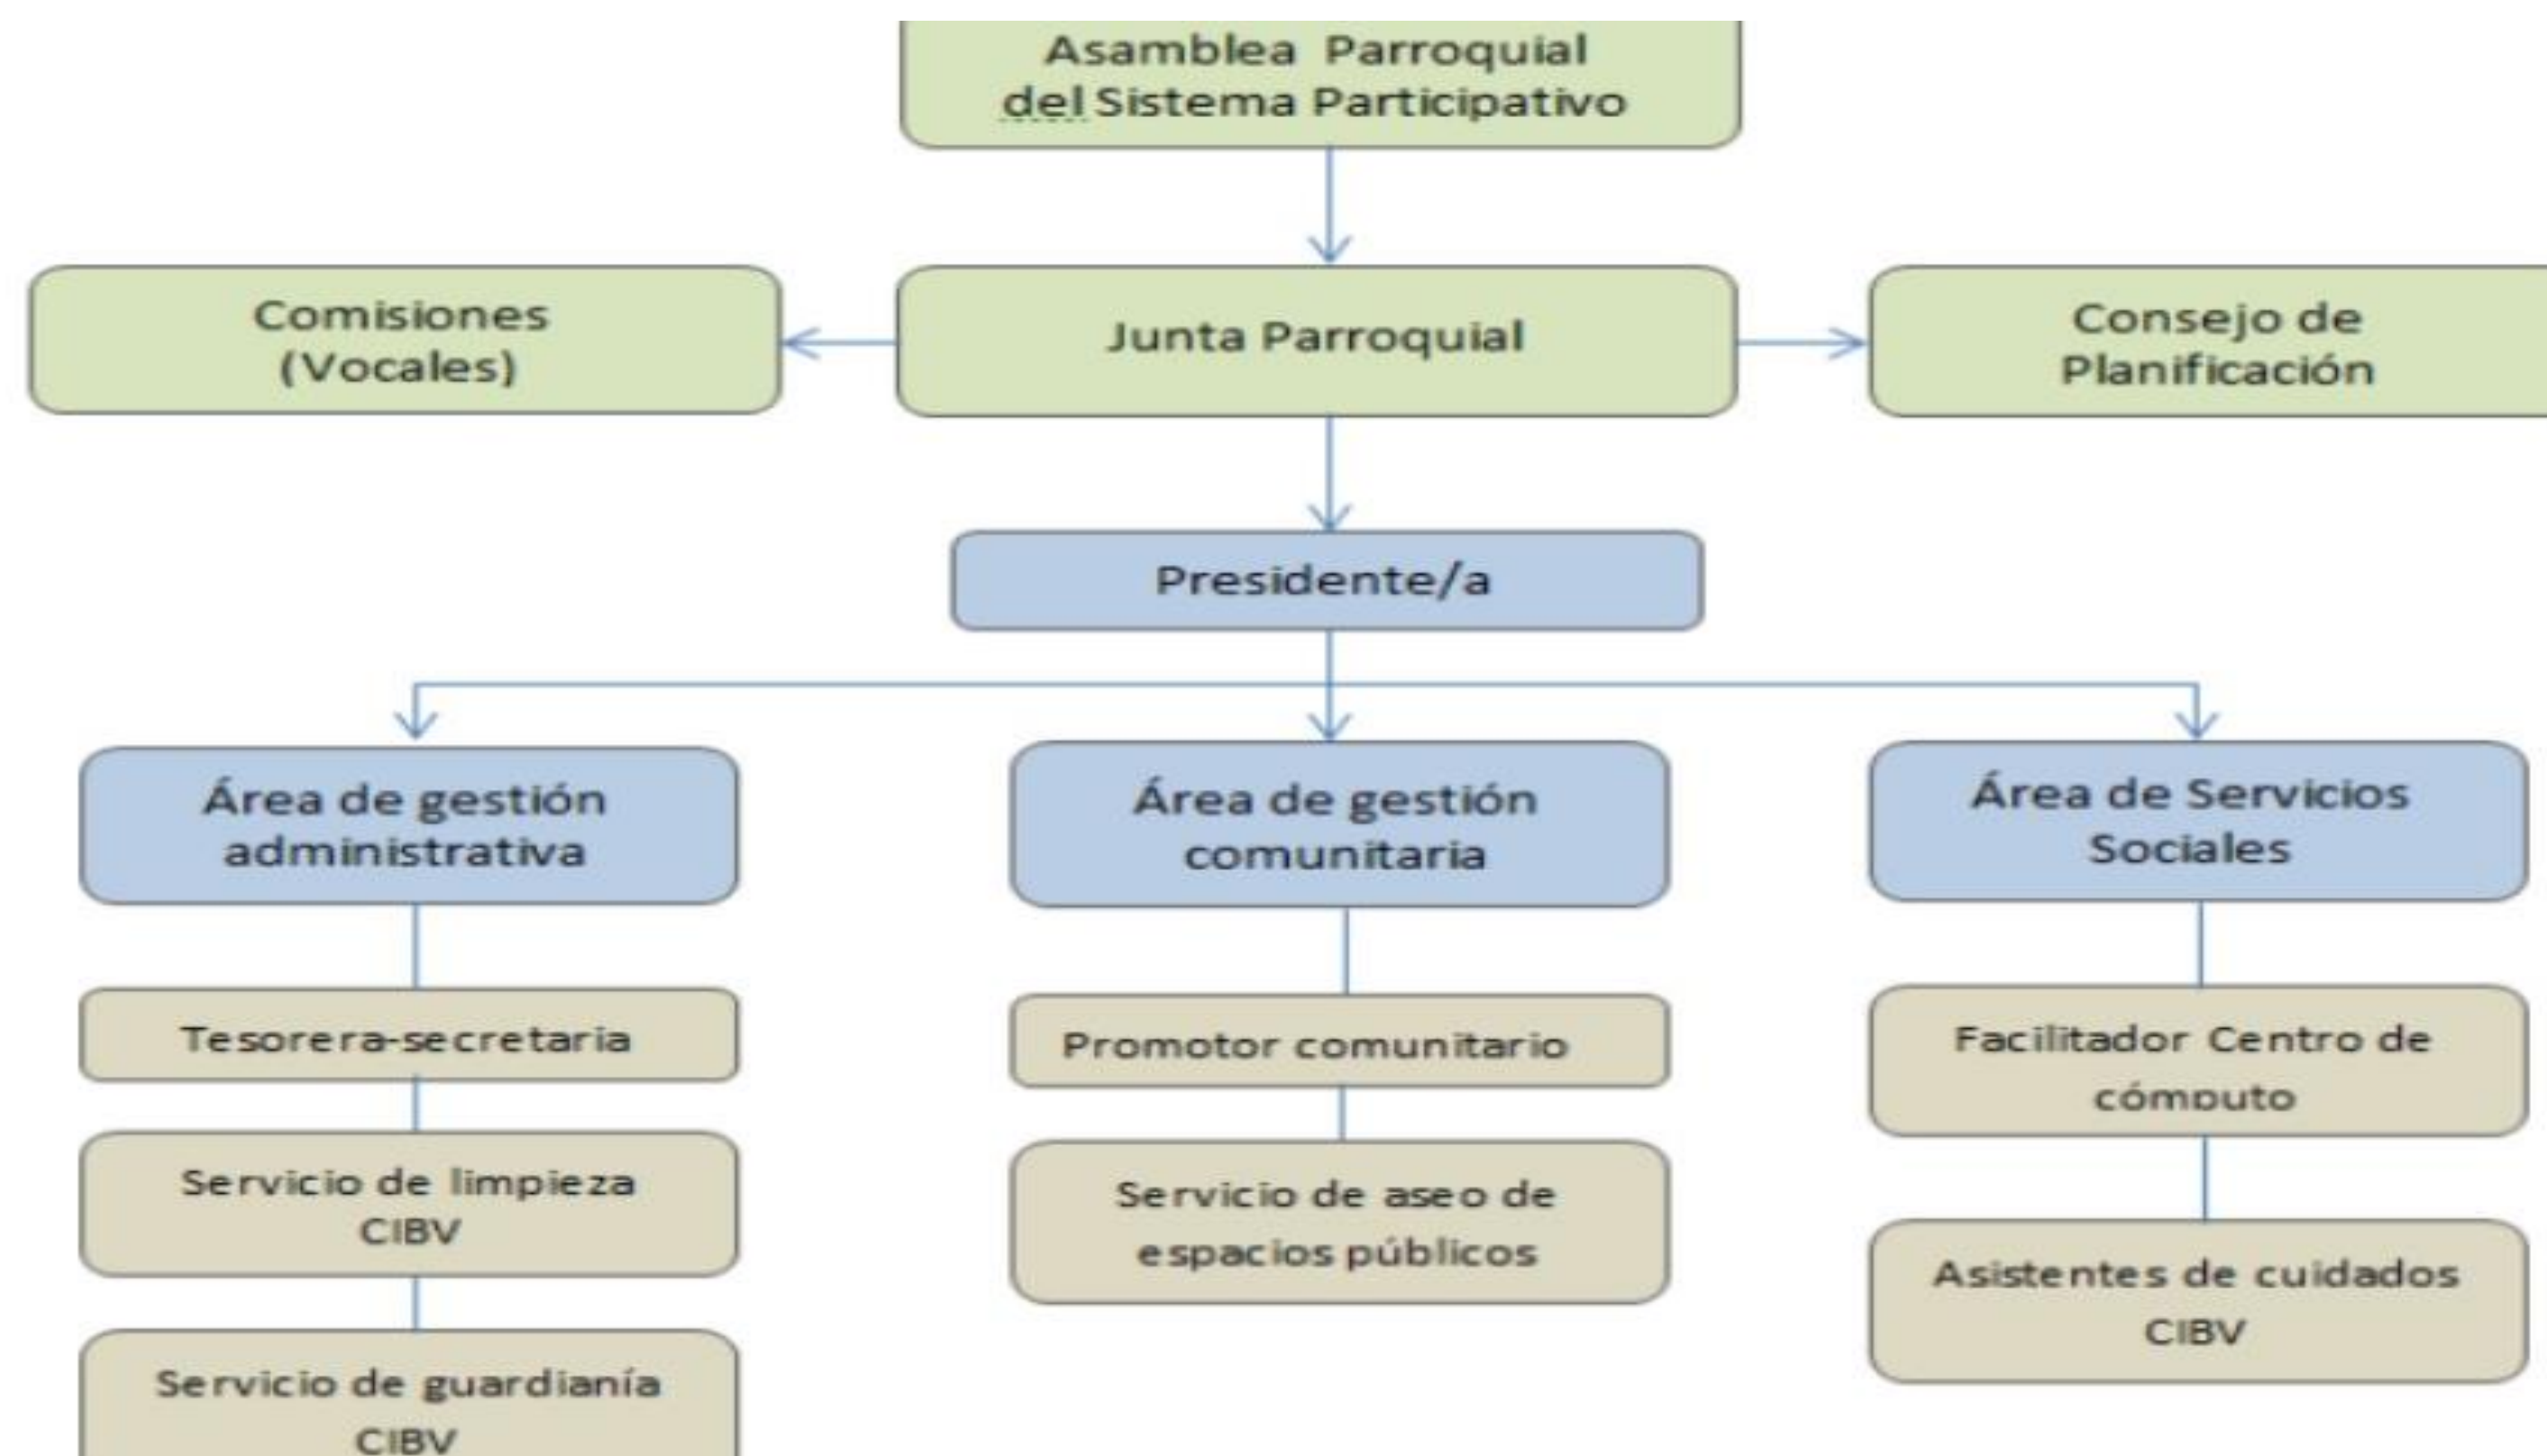 Asamblea Parroquial
del Sistema Participativo
Comisiones
(Vocales)
Junta Parroquial
Consejo de
Planificación
Presidente/a
Área de gestión
administrativa
Área de gestión
comunitaria
Área de Servicios
Sociales
Tesorera-secretaria
Promotor comunitario
Facilitador Centro de
cómputo
Servicio de limpieza
CIBV
Servicio de aseo de
espacios públicos
Asistentes de cuidados
CIBV
Servicio de guardianía
CIBV